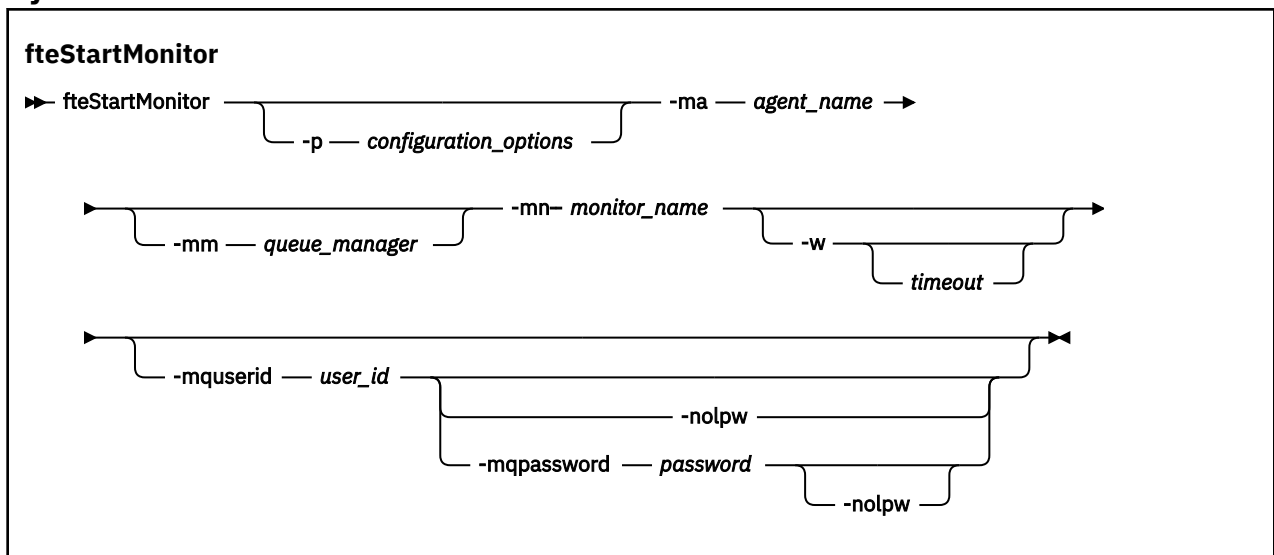 fteStartMonitor
fteStartMonitor -ma agent_name
-p configuration_options
-mn monitor_name
-mm queue_manager -w
timeout
-mquserid user_id
-nolpw
-mqpassword password
-nolpw